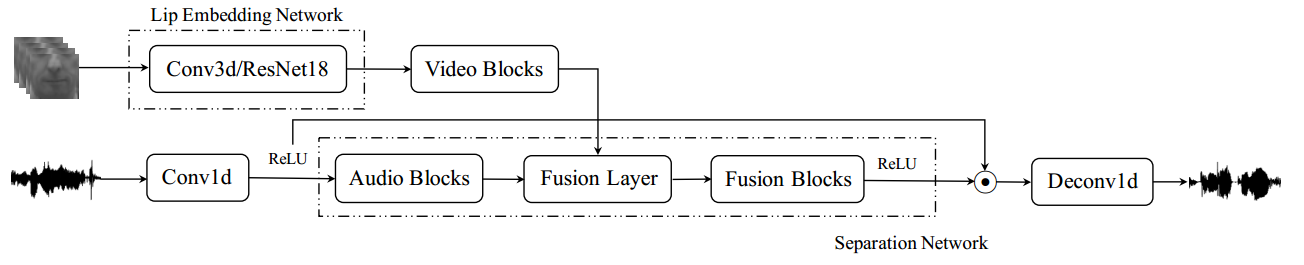 Lip Embedding Network
Conv3d/ResNet18
Video Blocks
Conv1d
ReLU
Audio Blocks
Fusion Layer
Fusion Blocks
ReLU
Deconv1d
Separation Network